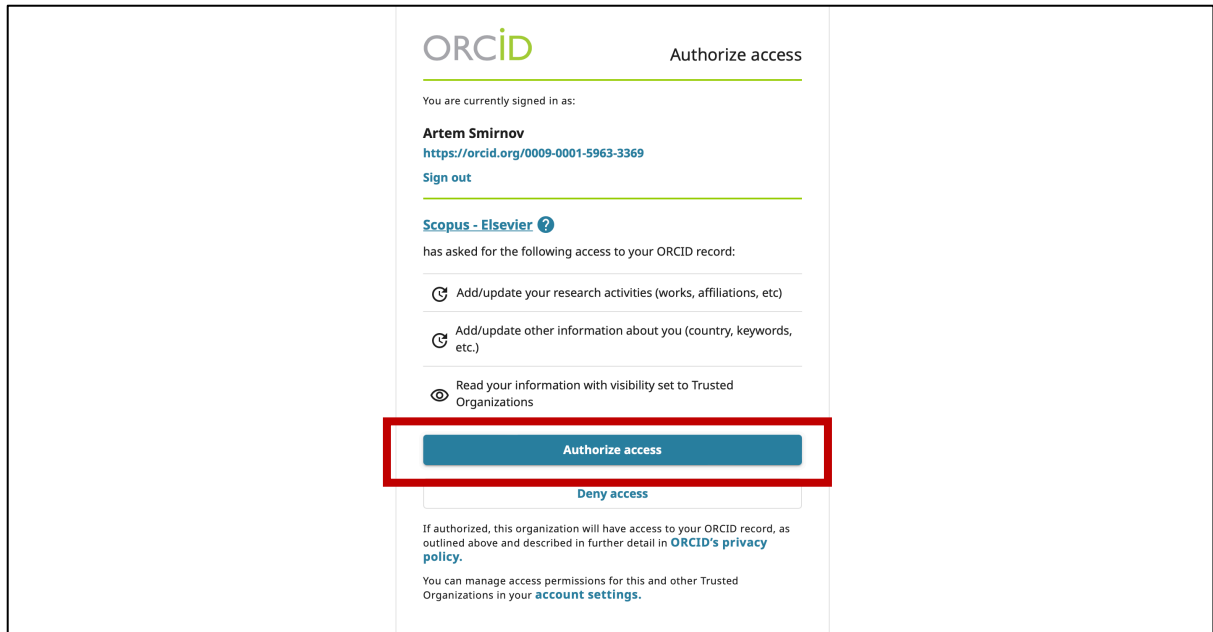 ORCID
Authorize access
You are currently signed in as:
Artem Smirnov
https://orcid.org/0009-0001-5963-3369
Sign out
Scopus - Elsevier ?
has asked for the following access to your ORCID record:
Add/update your research activities (works, affiliations, etc)
Add/update other information about you (country, keywords,
etc.)
Read your information with visibility set to Trusted
Organizations
Authorize access
Deny access
If authorized, this organization will have access to your ORCID record, as
outlined above and described in further detail in ORCID's privacy
policy.
You can manage access permissions for this and other Trusted
Organizations in your account settings.